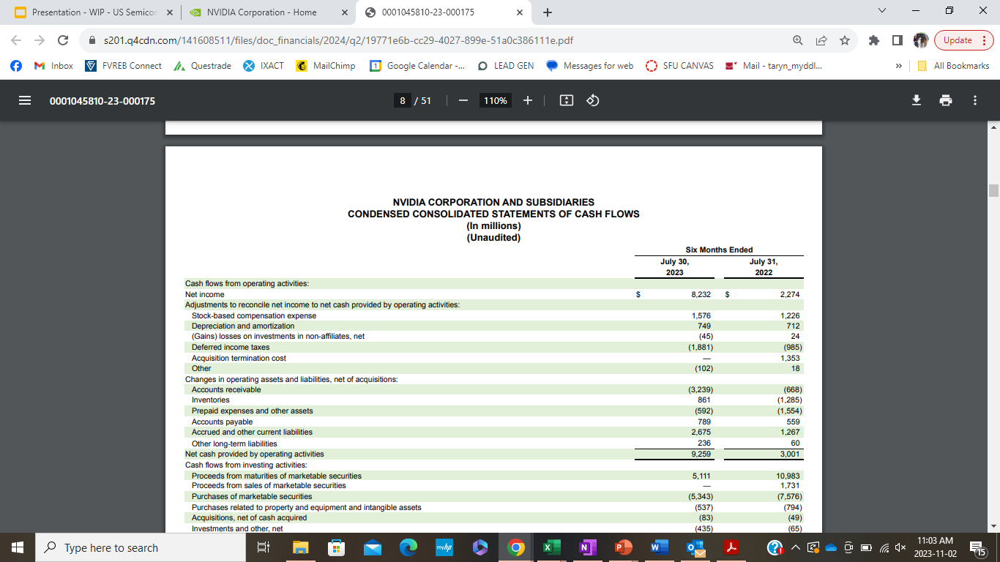 Presentation - WIP - US Semicor
NVIDIA Corporation - Home
0001045810-23-000175
s201.q4cdn.com/141608511/files/doc_financials/2024/q2/19771e6b-cc29-4027-899e-51a0c386111e.pdf
Update
Inbox FVREB Connect Questrade IXACT MailChimp Google Calendar -... LEAD GEN Messages for web SFU CANVAS Mail - taryn_myddl... » All Bookmarks
0001045810-23-000175 8 / 51 110%
NVIDIA CORPORATION AND SUBSIDIARIES
CONDENSED CONSOLIDATED STATEMENTS OF CASH FLOWS
(In millions)
(Unaudited)
Six Months Ended
July 30, July 31,
2023 2022
Cash flows from operating activities:
Net income $ 8,232 $ 2,274
Adjustments to reconcile net income to net cash provided by operating activities:
Stock-based compensation expense 1,576 1,226
Depreciation and amortization 749 712
(Gains) losses on investments in non-affiliates, net (45) 24
Deferred income taxes (1,881) (985)
Acquisition termination cost — 1,353
Other (102) 18
Changes in operating assets and liabilities, net of acquisitions:
Accounts receivable (3,239) (668)
Inventories 861 (1,285)
Prepaid expenses and other assets (592) (1,554)
Accounts payable 789 559
Accrued and other current liabilities 2,675 1,267
Other long-term liabilities 236 60
Net cash provided by operating activities 9,259 3,001
Cash flows from investing activities:
Proceeds from maturities of marketable securities 5,111 10,983
Proceeds from sales of marketable securities — 1,731
Purchases of marketable securities (5,343) (7,576)
Purchases related to property and equipment and intangible assets (537) (794)
Acquisitions, net of cash acquired (83) (49)
Investments and other, net (435) (65)
Type here to search
myhp
11:03 AM
2023-11-02
15